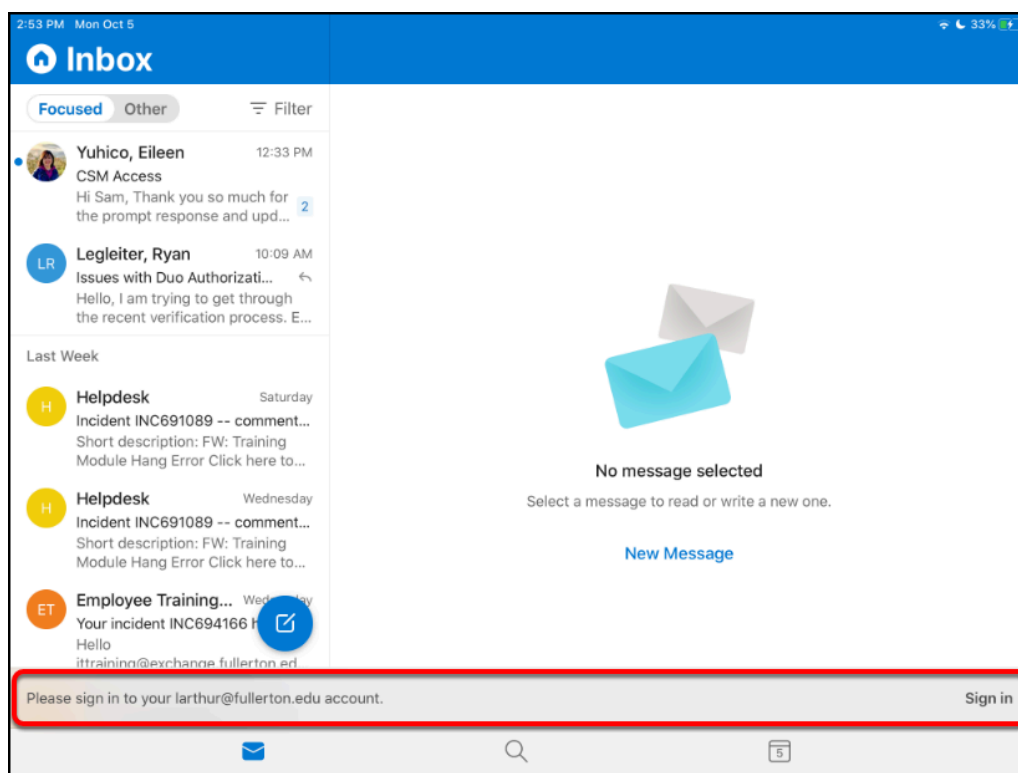 2:53 PM Mon Oct 5
33%
Inbox
Focused Other Filter
Yuhico, Eileen 12:33 PM
CSM Access
Hi Sam, Thank you so much for
the prompt response and upd... 2
LR
Legleiter, Ryan 10:09 AM
Issues with Duo Authorizati...
Hello, I am trying to get through
the recent verification process. E...
Last Week
H
Helpdesk Saturday
Incident INC691089 -- comment...
Short description: FW: Training
Module Hang Error Click here to...
H
Helpdesk Wednesday
Incident INC691089 -- comment...
Short description: FW: Training
Module Hang Error Click here to...
ET
Employee Training...
Your incident INC694166 h
Hello
ittraining@exchange.fullerton.ed
No message selected
Select a message to read or write a new one.
New Message
Please sign in to your larthur@fullerton.edu account. Sign in
5